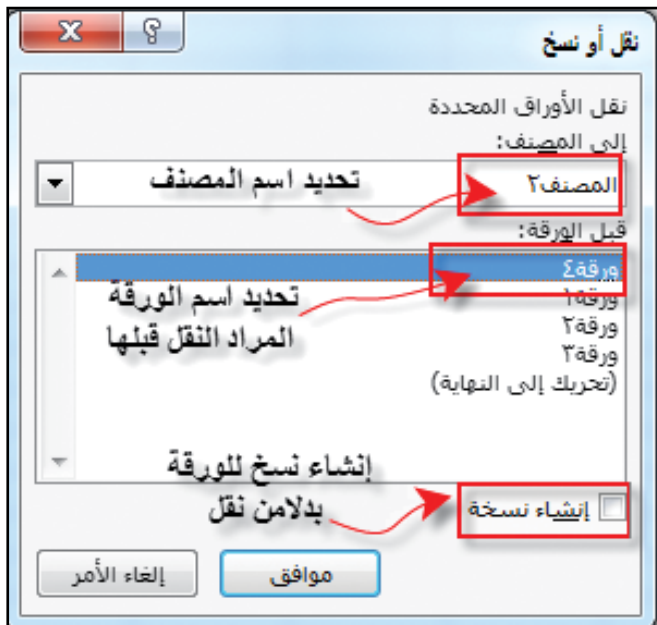 نقل أو نسخ
نقل الأوراق المحددة
إلى المصنف:
المصنف٢
تحديد اسم المصنف
قبل الورقة:
ورقة٤
ورقة١
ورقة٢
ورقة٣
(تحريك إلى النهاية)
تحديد اسم الورقة
المراد النقل قبلها
إنشاء نسخ للورقة
بدلامن نقل
إنشاء نسخة
موافق
إلغاء الأمر